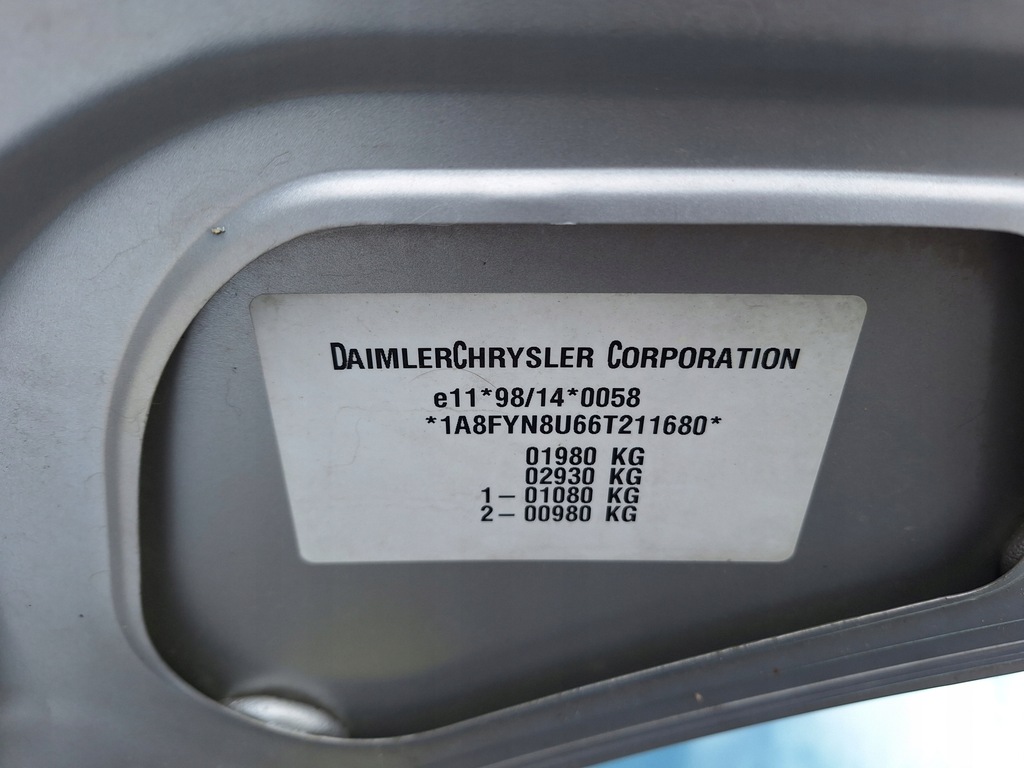 DAIMLERCHRYSLER CORPORATION
e11*98/14*0058
*1A8FYN8U66T211680*
01980 KG
02930 KG
1– 01080 KG
2– 00980 KG